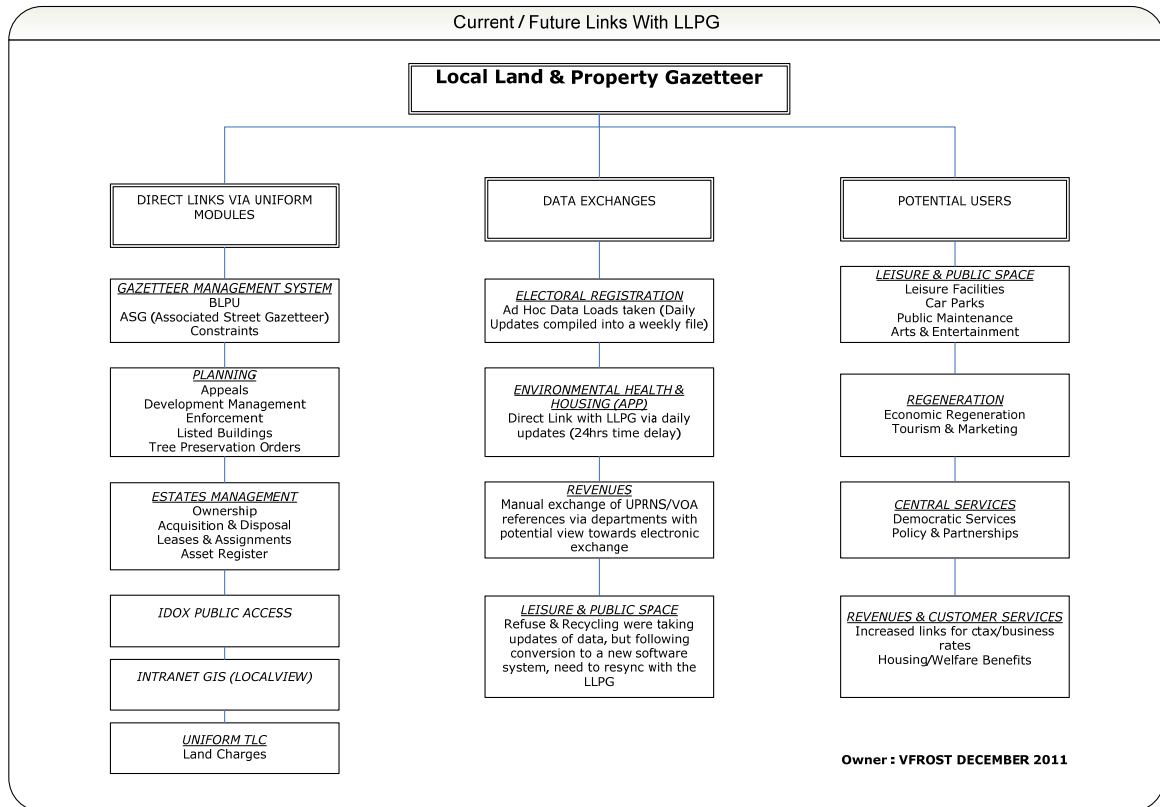 Current / Future Links With LLPG
Local Land & Property Gazetteer
DIRECT LINKS VIA UNIFORM
MODULES
GAZETTEER MANAGEMENT SYSTEM
BLPU
ASG (Associated Street Gazetteer)
Constraints
PLANNING
Appeals
Development Management
Enforcement
Listed Buildings
Tree Preservation Orders
ESTATES MANAGEMENT
Ownership
Acquisition & Disposal
Leases & Assignments
Asset Register
IDOX PUBLIC ACCESS
INTRANET GIS (LOCALVIEW)
UNIFORM TLC
Land Charges
DATA EXCHANGES
ELECTORAL REGISTRATION
Ad Hoc Data Loads taken (Daily
Updates compiled into a weekly file)
ENVIRONMENTAL HEALTH &
HOUSING (APP)
Direct Link with LLPG via daily
updates (24hrs time delay)
REVENUES
Manual exchange of UPRNS/VOA
references via departments with
potential view towards electronic
exchange
LEISURE & PUBLIC SPACE
Refuse & Recycling were taking
updates of data, but following
conversion to a new software
system, need to resync with the
LLPG
POTENTIAL USERS
LEISURE & PUBLIC SPACE
Leisure Facilities
Car Parks
Public Maintenance
Arts & Entertainment
REGENERATION
Economic Regeneration
Tourism & Marketing
CENTRAL SERVICES
Democratic Services
Policy & Partnerships
REVENUES & CUSTOMER SERVICES
Increased links for ctax/business
rates
Housing/Welfare Benefits
Owner : VFROST DECEMBER 2011